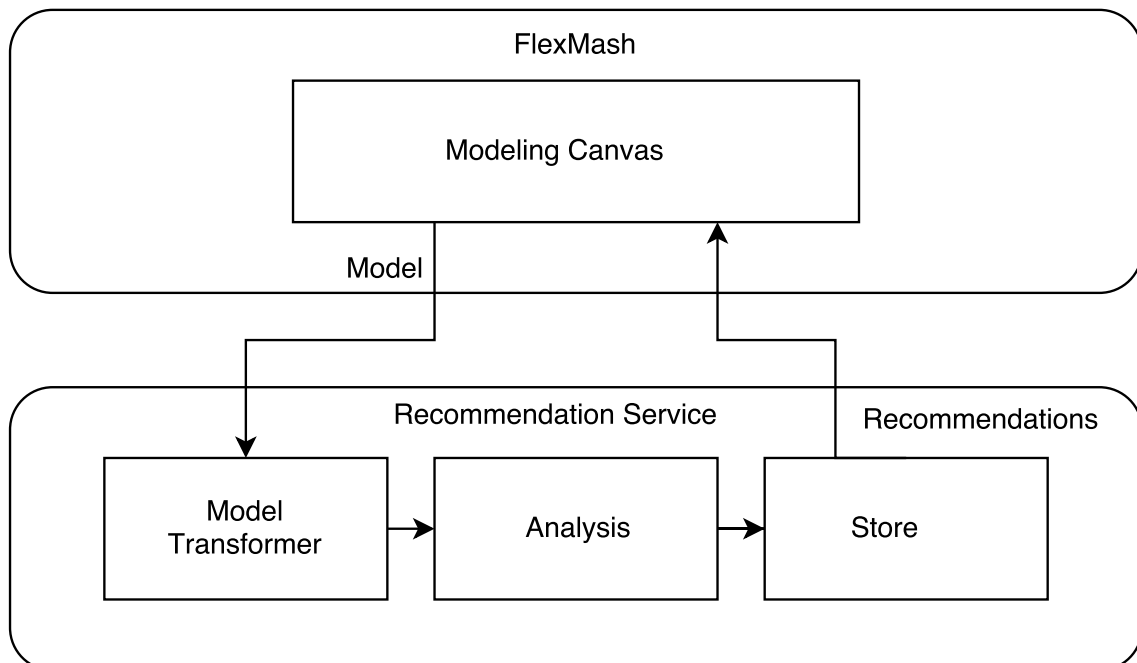 FlexMash
Modeling Canvas
Model
Recommendation Service
Recommendations
Model
Transformer
Analysis
Store